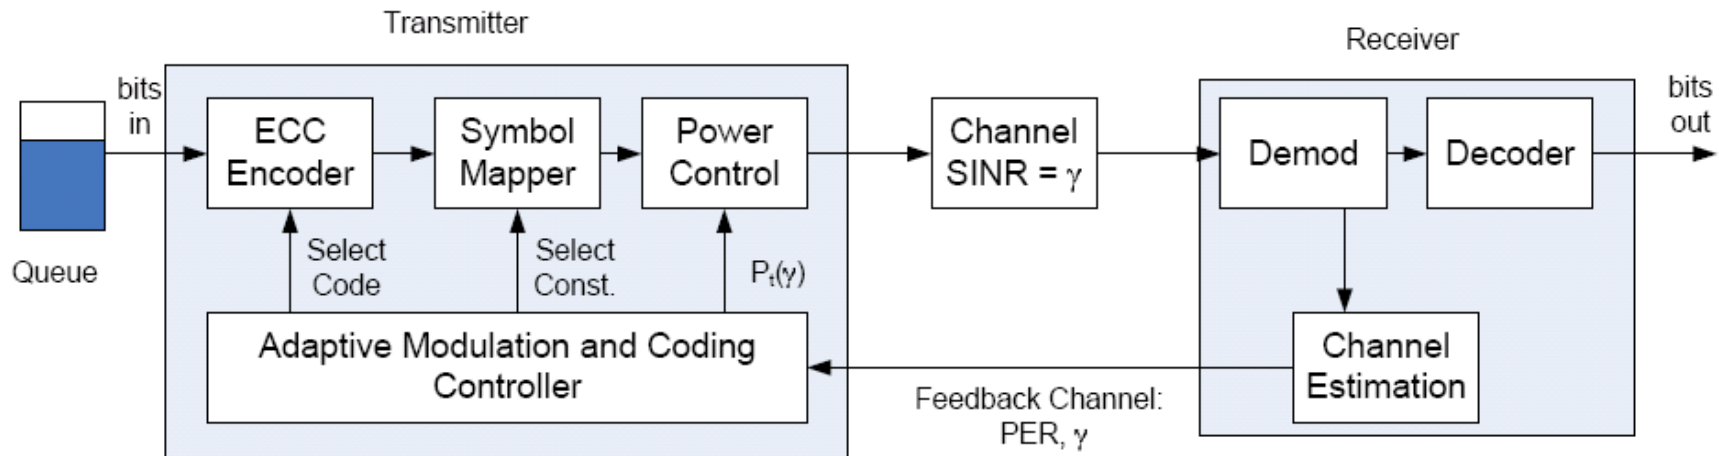 Transmitter
Receiver
bits
in
bits
out
ECC
Encoder
Symbol
Mapper
Power
Control
Channel
SINR = γ
Demod
Decoder
Queue
Select
Code
Select
Const.
Pₜ(γ)
Adaptive Modulation and Coding
Controller
Channel
Estimation
Feedback Channel:
PER, γ